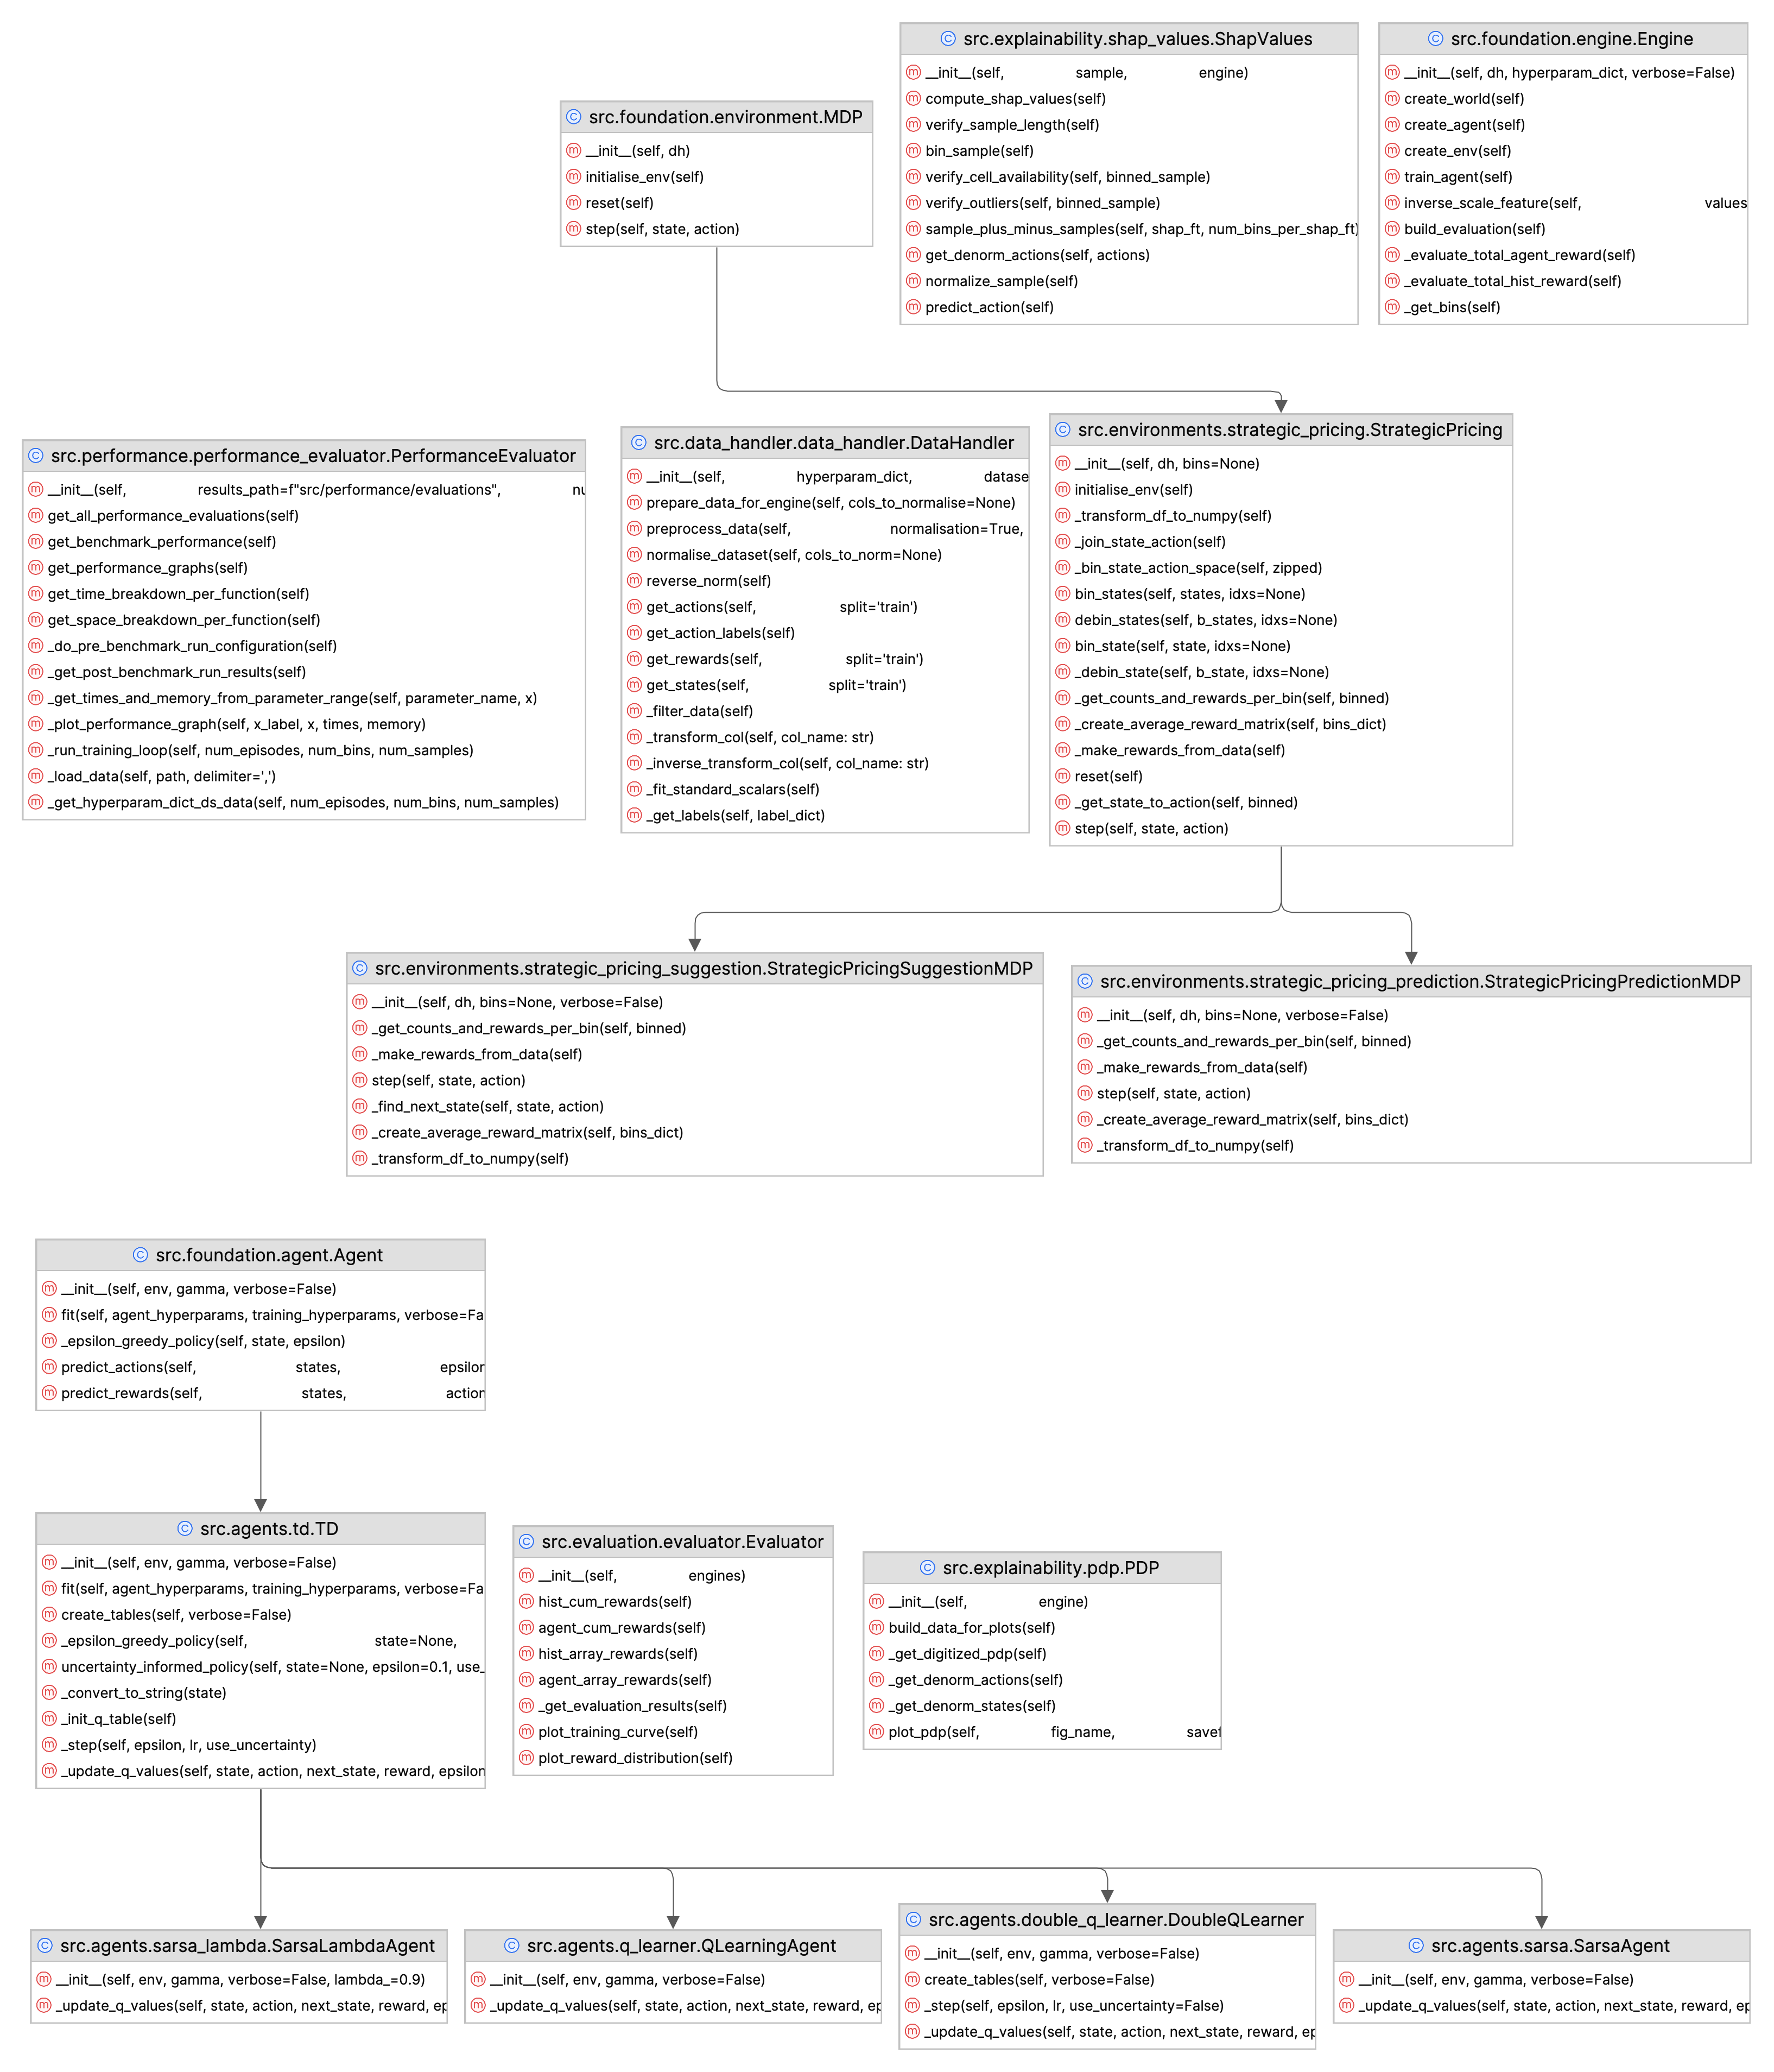 src.explainability.shap_values.ShapValues
__init__(self, sample, engine)
compute_shap_values(self)
verify_sample_length(self)
bin_sample(self)
verify_cell_availability(self, binned_sample)
verify_outliers(self, binned_sample)
sample_plus_minus_samples(self, shap_ft, num_bins_per_shap_ft)
get_denorm_actions(self, actions)
normalize_sample(self)
predict_action(self)
src.foundation.engine.Engine
__init__(self, dh, hyperparam_dict, verbose=False)
create_world(self)
create_agent(self)
create_env(self)
train_agent(self)
inverse_scale_feature(self, values
build_evaluation(self)
_evaluate_total_agent_reward(self)
_evaluate_total_hist_reward(self)
_get_bins(self)
src.foundation.environment.MDP
__init__(self, dh)
initialise_env(self)
reset(self)
step(self, state, action)
src.performance.performance_evaluator.PerformanceEvaluator
__init__(self, results_path=f"src/performance/evaluations", nu
get_all_performance_evaluations(self)
get_benchmark_performance(self)
get_performance_graphs(self)
get_time_breakdown_per_function(self)
get_space_breakdown_per_function(self)
_do_pre_benchmark_run_configuration(self)
_get_post_benchmark_run_results(self)
_get_times_and_memory_from_parameter_range(self, parameter_name, x)
_plot_performance_graph(self, x_label, x, times, memory)
_run_training_loop(self, num_episodes, num_bins, num_samples)
_load_data(self, path, delimiter=',')
_get_hyperparam_dict_ds_data(self, num_episodes, num_bins, num_samples)
src.data_handler.data_handler.DataHandler
__init__(self, hyperparam_dict, datase
prepare_data_for_engine(self, cols_to_normalise=None)
preprocess_data(self, normalisation=True,
normalise_dataset(self, cols_to_norm=None)
reverse_norm(self)
get_actions(self, split='train')
get_action_labels(self)
get_rewards(self, split='train')
get_states(self, split='train')
_filter_data(self)
_transform_col(self, col_name: str)
_inverse_transform_col(self, col_name: str)
_fit_standard_scalars(self)
_get_labels(self, label_dict)
src.environments.strategic_pricing.StrategicPricing
__init__(self, dh, bins=None)
initialise_env(self)
_transform_df_to_numpy(self)
_join_state_action(self)
_bin_state_action_space(self, zipped)
bin_states(self, states, idxs=None)
debin_states(self, b_states, idxs=None)
bin_state(self, state, idxs=None)
_debin_state(self, b_state, idxs=None)
_get_counts_and_rewards_per_bin(self, binned)
_create_average_reward_matrix(self, bins_dict)
_make_rewards_from_data(self)
reset(self)
_get_state_to_action(self, binned)
step(self, state, action)
src.environments.strategic_pricing_suggestion.StrategicPricingSuggestionMDP
__init__(self, dh, bins=None, verbose=False)
_get_counts_and_rewards_per_bin(self, binned)
_make_rewards_from_data(self)
step(self, state, action)
_find_next_state(self, state, action)
_create_average_reward_matrix(self, bins_dict)
_transform_df_to_numpy(self)
src.environments.strategic_pricing_prediction.StrategicPricingPredictionMDP
__init__(self, dh, bins=None, verbose=False)
_get_counts_and_rewards_per_bin(self, binned)
_make_rewards_from_data(self)
step(self, state, action)
_create_average_reward_matrix(self, bins_dict)
_transform_df_to_numpy(self)
src.foundation.agent.Agent
__init__(self, env, gamma, verbose=False)
fit(self, agent_hyperparams, training_hyperparams, verbose=Fa
_epsilon_greedy_policy(self, state, epsilon)
predict_actions(self, states, epsilon
predict_rewards(self, states, action
src.agents.td.TD
__init__(self, env, gamma, verbose=False)
fit(self, agent_hyperparams, training_hyperparams, verbose=Fa
create_tables(self, verbose=False)
_epsilon_greedy_policy(self, state=None,
uncertainty_informed_policy(self, state=None, epsilon=0.1, use_
_convert_to_string(state)
_init_q_table(self)
_step(self, epsilon, lr, use_uncertainty)
_update_q_values(self, state, action, next_state, reward, epsilon
src.evaluation.evaluator.Evaluator
__init__(self, engines)
hist_cum_rewards(self)
agent_cum_rewards(self)
hist_array_rewards(self)
agent_array_rewards(self)
_get_evaluation_results(self)
plot_training_curve(self)
plot_reward_distribution(self)
src.explainability.pdp.PDP
__init__(self, engine)
build_data_for_plots(self)
_get_digitized_pdp(self)
_get_denorm_actions(self)
_get_denorm_states(self)
plot_pdp(self, fig_name, savef
src.agents.sarsa_lambda.SarsaLambdaAgent
__init__(self, env, gamma, verbose=False, lambda_=0.9)
_update_q_values(self, state, action, next_state, reward, ep
src.agents.q_learner.QLearningAgent
__init__(self, env, gamma, verbose=False)
_update_q_values(self, state, action, next_state, reward, ep
src.agents.double_q_learner.DoubleQLearner
__init__(self, env, gamma, verbose=False)
create_tables(self, verbose=False)
_step(self, epsilon, lr, use_uncertainty=False)
_update_q_values(self, state, action, next_state, reward, ep
src.agents.sarsa.SarsaAgent
__init__(self, env, gamma, verbose=False)
_update_q_values(self, state, action, next_state, reward, ep